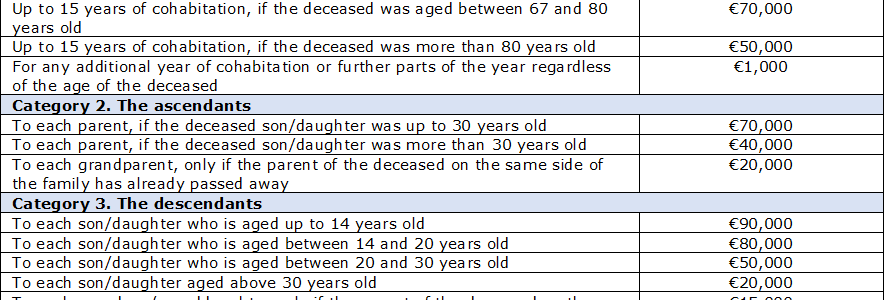 Up to 15 years of cohabitation, if the deceased was aged between 67 and 80 €70,000
years old
Up to 15 years of cohabitation, if the deceased was more than 80 years old €50,000
For any additional year of cohabitation or further parts of the year regardless €1,000
of the age of the deceased
Category 2. The ascendants
To each parent, if the deceased son/daughter was up to 30 years old €70,000
To each parent, if the deceased son/daughter was more than 30 years old €40,000
To each grandparent, only if the parent of the deceased on the same side of €20,000
the family has already passed away
Category 3. The descendants
To each son/daughter who is aged up to 14 years old €90,000
To each son/daughter who is aged between 14 and 20 years old €80,000
To each son/daughter who is aged between 20 and 30 years old €50,000
To each son/daughter aged above 30 years old €20,000